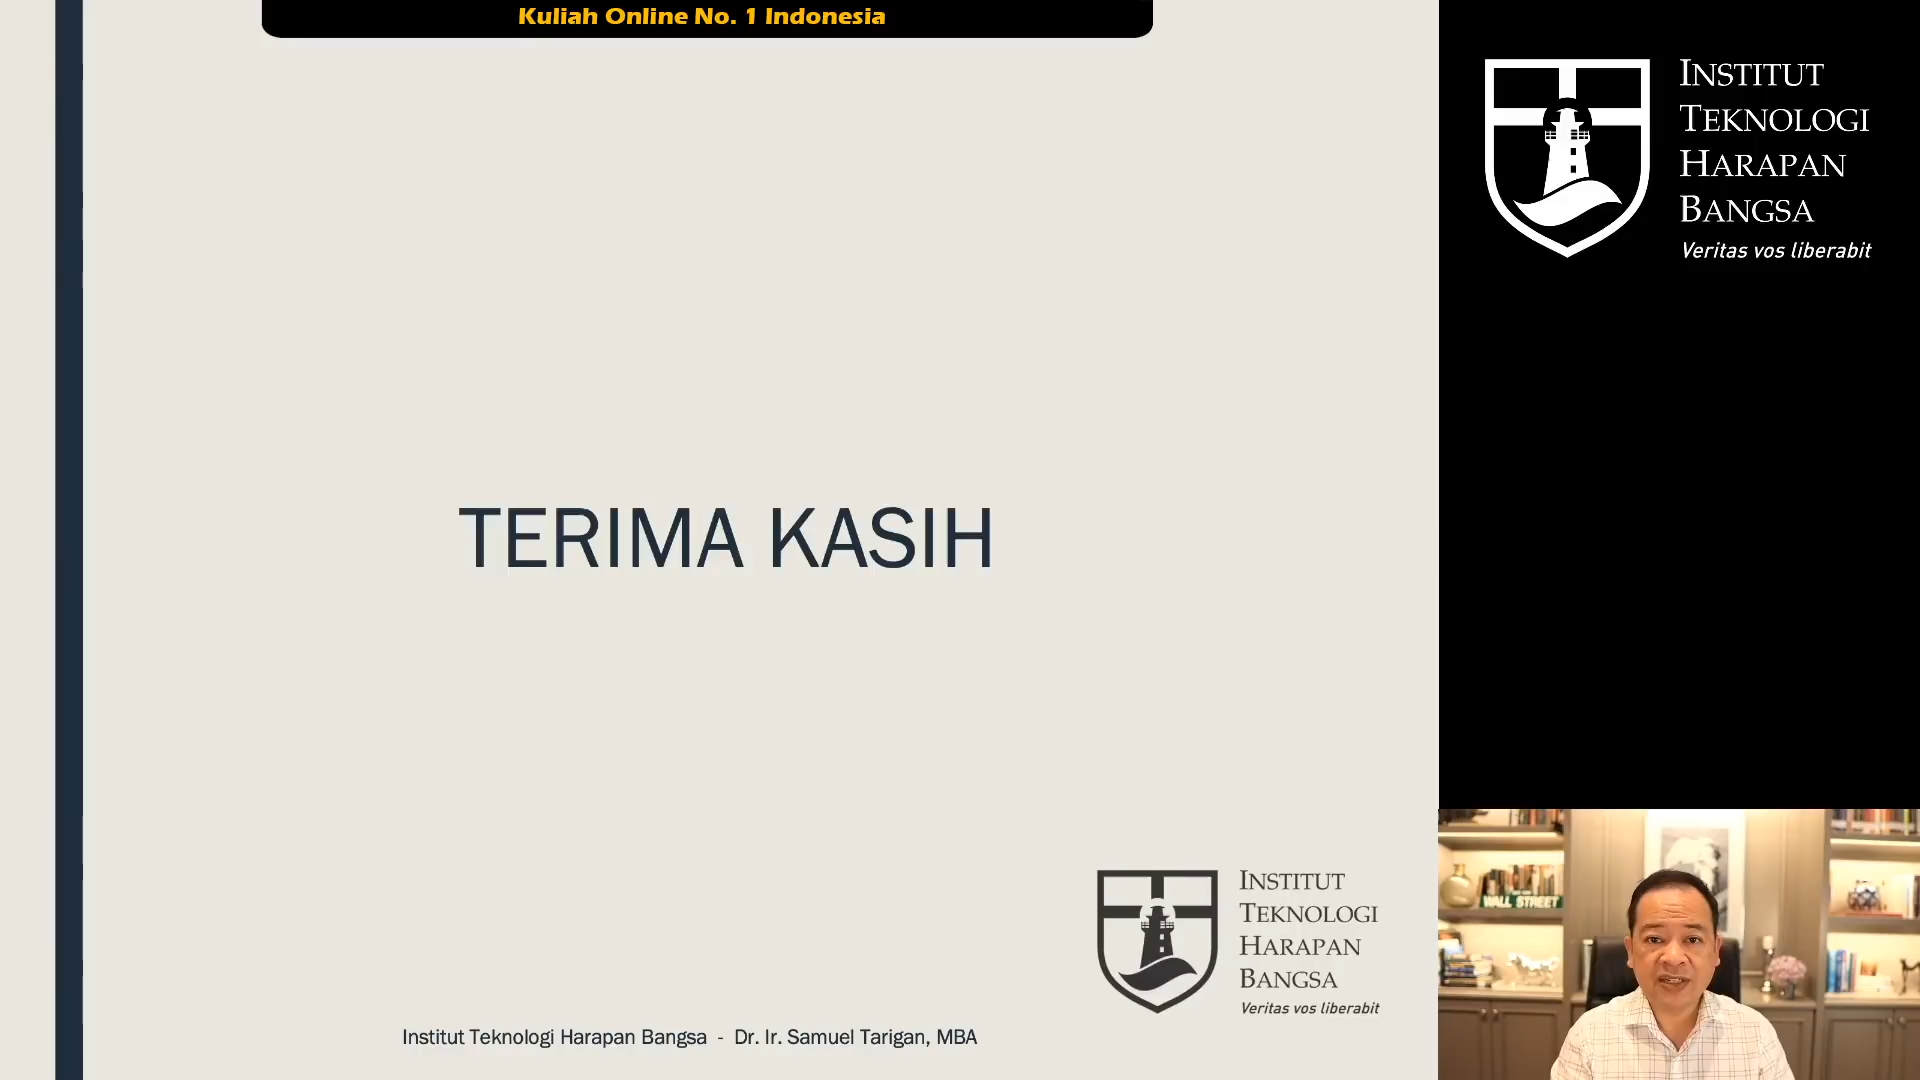 Kuliah Online No. 1 Indonesia
INSTITUT
TEKNOLOGI
HARAPAN
BANGSA
Veritas vos liberabit
TERIMA KASIH
INSTITUT
TEKNOLOGI
HARAPAN
BANGSA
Veritas vos liberabit
Institut Teknologi Harapan Bangsa - Dr. Ir. Samuel Tarigan, MBA
WALL STREET